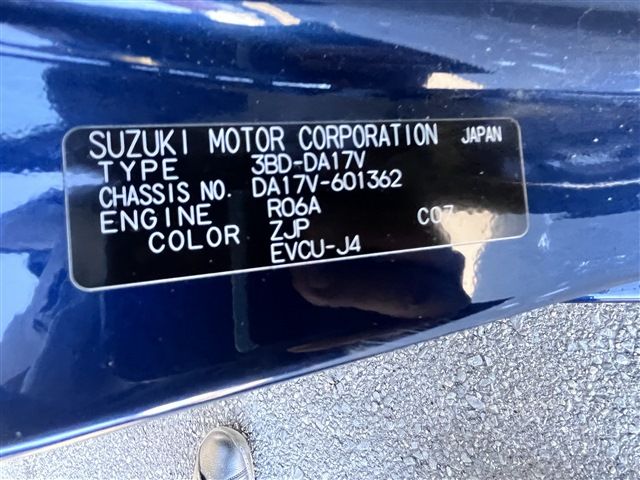 SUZUKI MOTOR CORPORATION JAPAN
TYPE 3BD-DA17V
CHASSIS NO. DA17V-601362
ENGINE R06A C07
COLOR ZJP
EVCU-J4